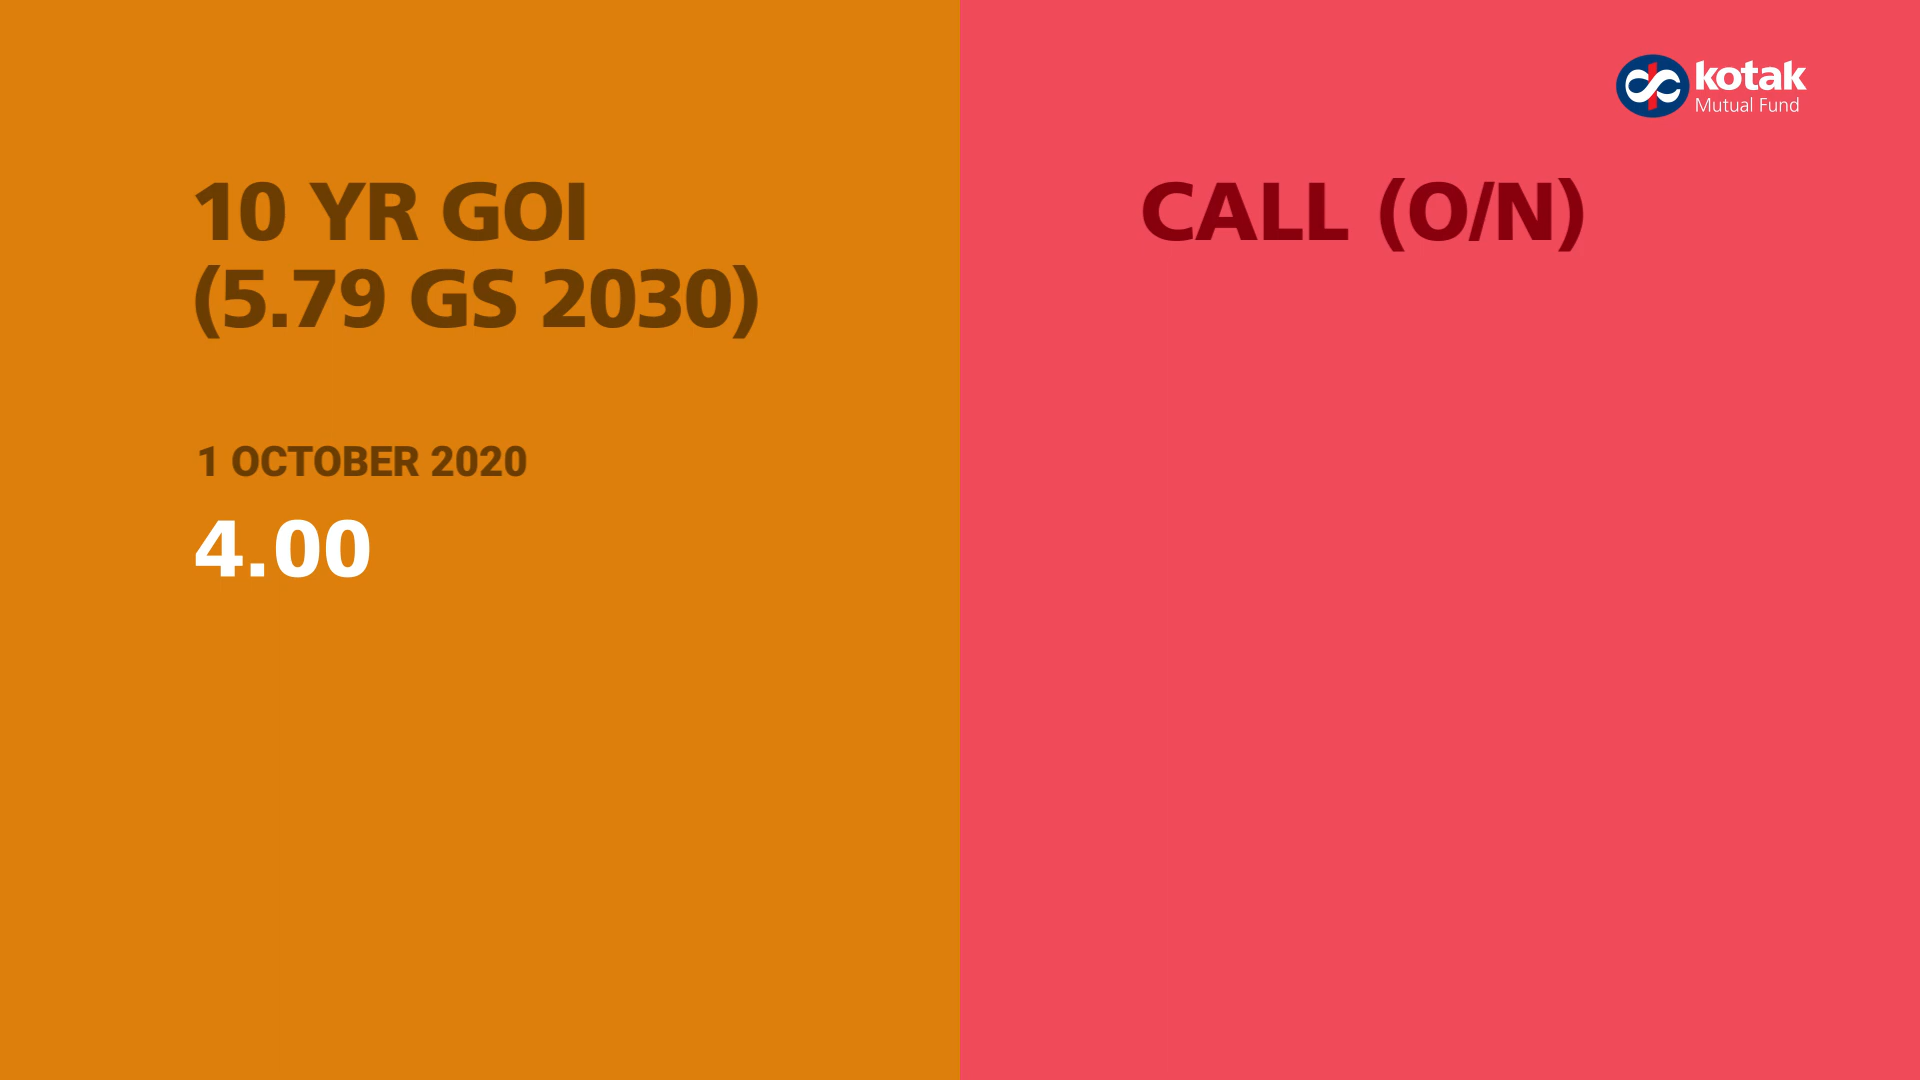 kotak
Mutual Fund
10 YR GOI
(5.79 GS 2030)
1 OCTOBER 2020
4.00
CALL (O/N)